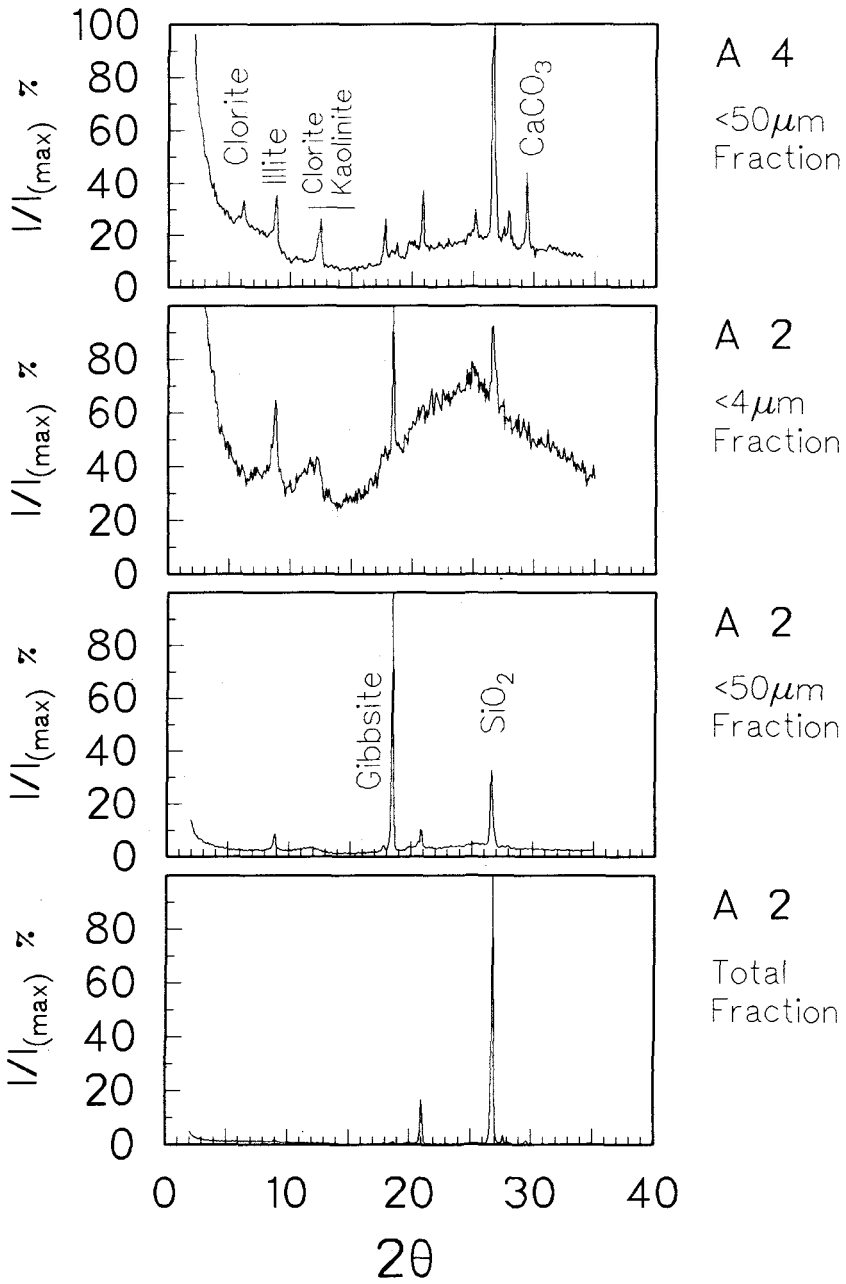 I/I(max) %
100
80
60
40
20
0
Clorite
Illite
Clorite
Kaolinite
CaCO₃
A 4
<50μm
Fraction
I/I(max) %
80
60
40
20
0
A 2
<4μm
Fraction
I/I(max) %
80
60
40
20
0
Gibbsite
SiO₂
A 2
<50μm
Fraction
I/I(max) %
80
60
40
20
0
A 2
Total
Fraction
0 10 20 30 40
2θ